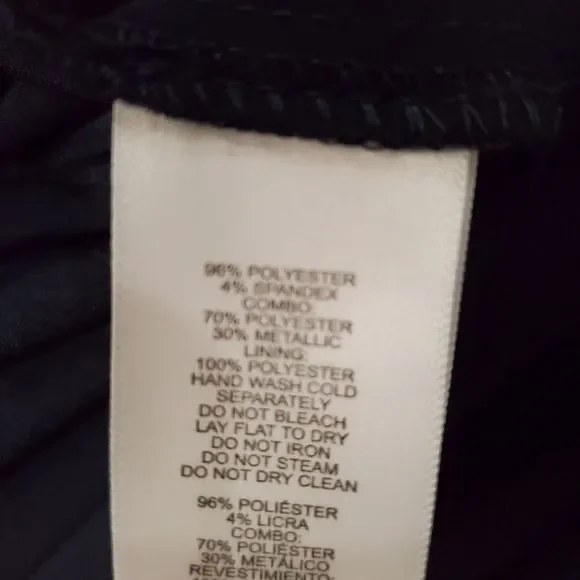 96% POLYESTER
4% SPANDEX
COMBO:
70% POLYESTER
30% METALLIC
LINING:
100% POLYESTER
HAND WASH COLD
SEPARATELY
DO NOT BLEACH
LAY FLAT TO DRY
DO NOT IRON
DO NOT STEAM
DO NOT DRY CLEAN
96% POLIÉSTER
4% LICRA
COMBO:
70% POLIÉSTER
30% METÁLICO
REVESTIMIENTO: